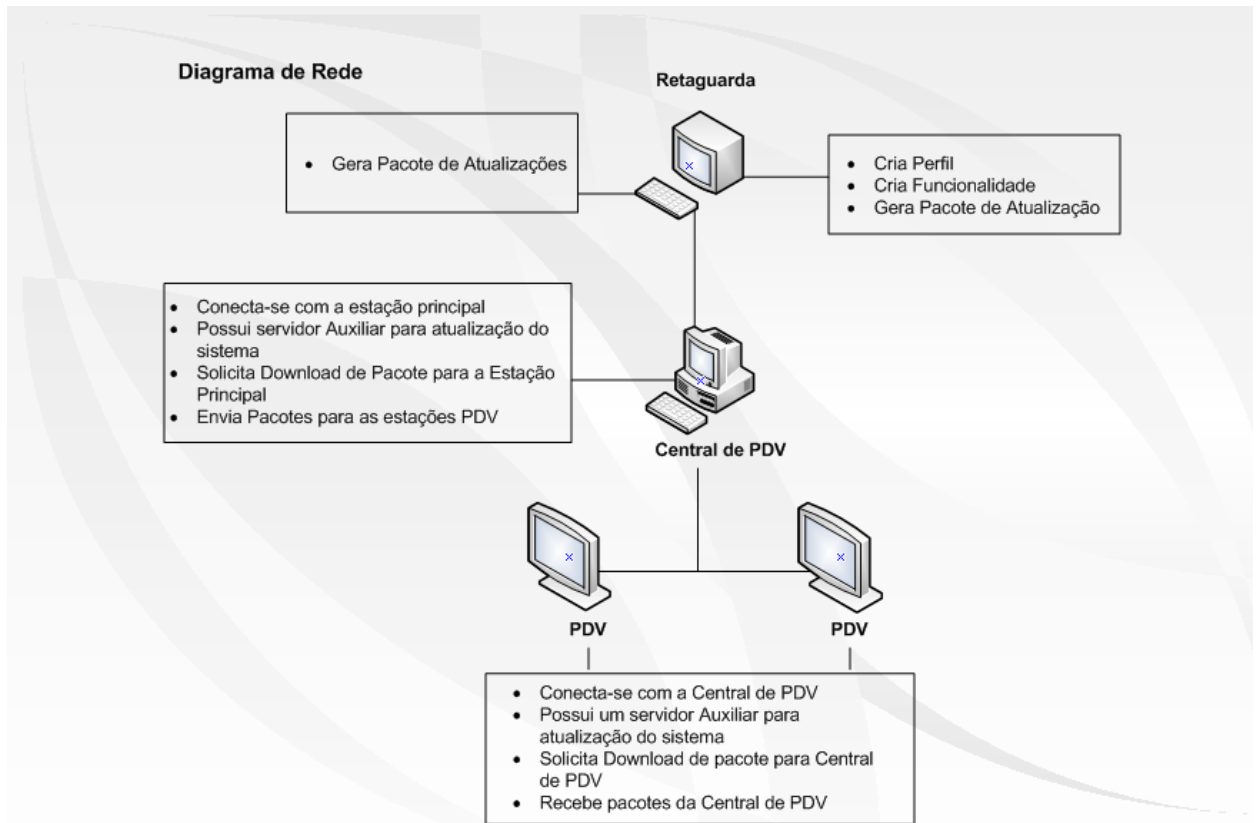 Diagrama de Rede
Retaguarda
• Gera Pacote de Atualizações
• Cria Perfil
• Cria Funcionalidade
• Gera Pacote de Atualização
• Conecta-se com a estação principal
• Possui servidor Auxiliar para atualização do
sistema
• Solicita Download de Pacote para a Estação
Principal
• Envia Pacotes para as estações PDV
Central de PDV
PDV
PDV
• Conecta-se com a Central de PDV
• Possui um servidor Auxiliar para
atualização do sistema
• Solicita Download de pacote para Central
de PDV
• Recebe pacotes da Central de PDV